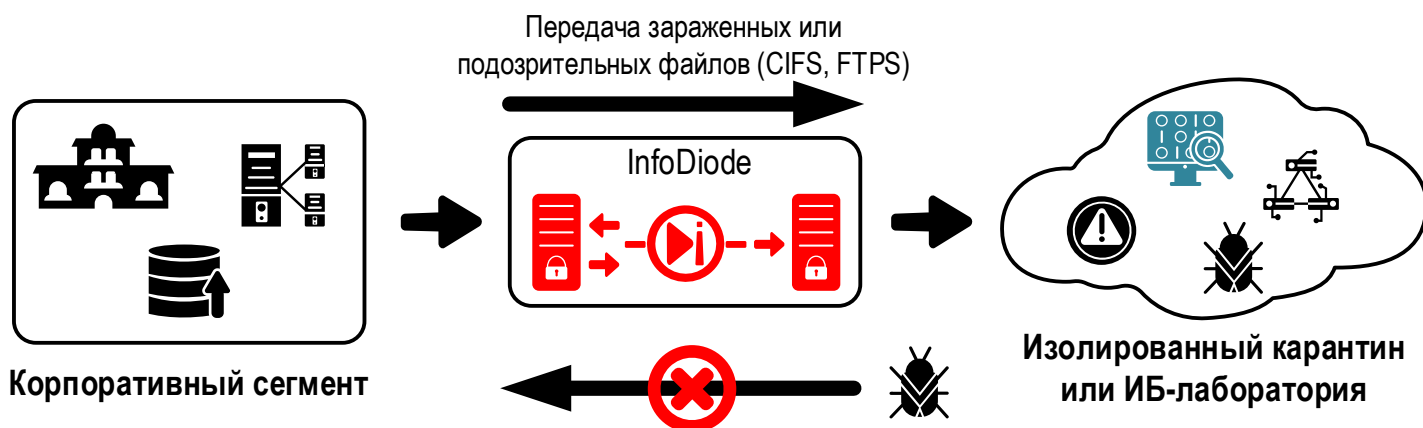 Передача зараженных или
подозрительных файлов (CIFS, FTPS)
InfoDiode
Корпоративный сегмент
Изолированный карантин
или ИБ-лаборатория